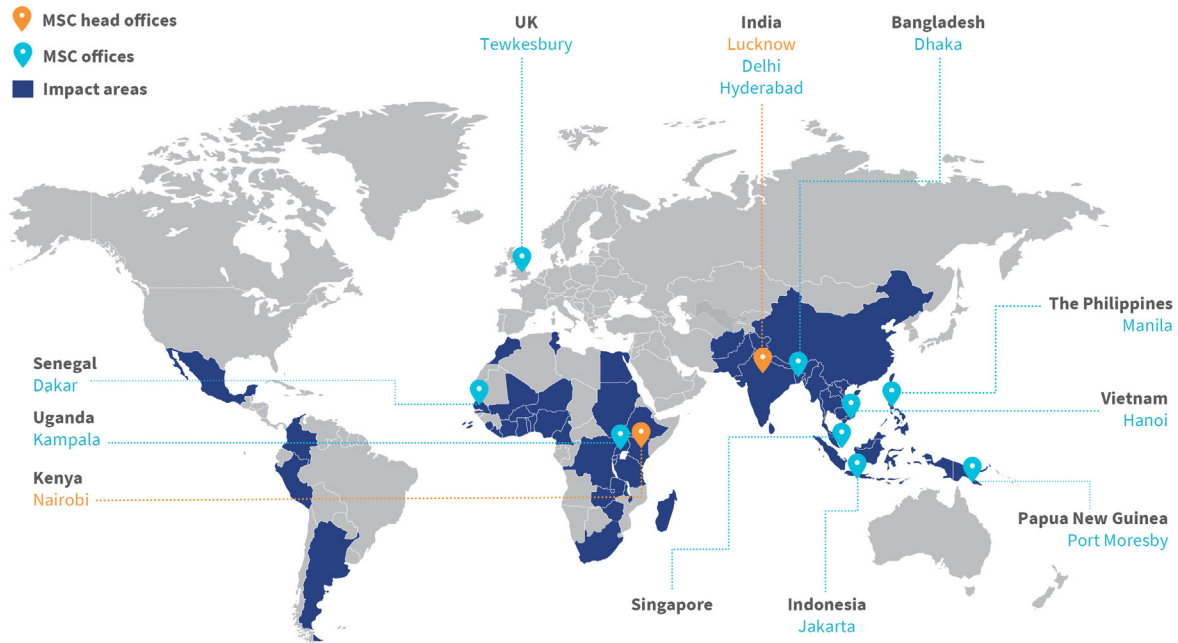 MSC head offices
MSC offices
Impact areas
UK
Tewkesbury
India
Lucknow
Delhi
Hyderabad
Bangladesh
Dhaka
The Philippines
Manila
Senegal
Dakar
Vietnam
Hanoi
Uganda
Kampala
Kenya
Nairobi
Papua New Guinea
Port Moresby
Singapore
Indonesia
Jakarta